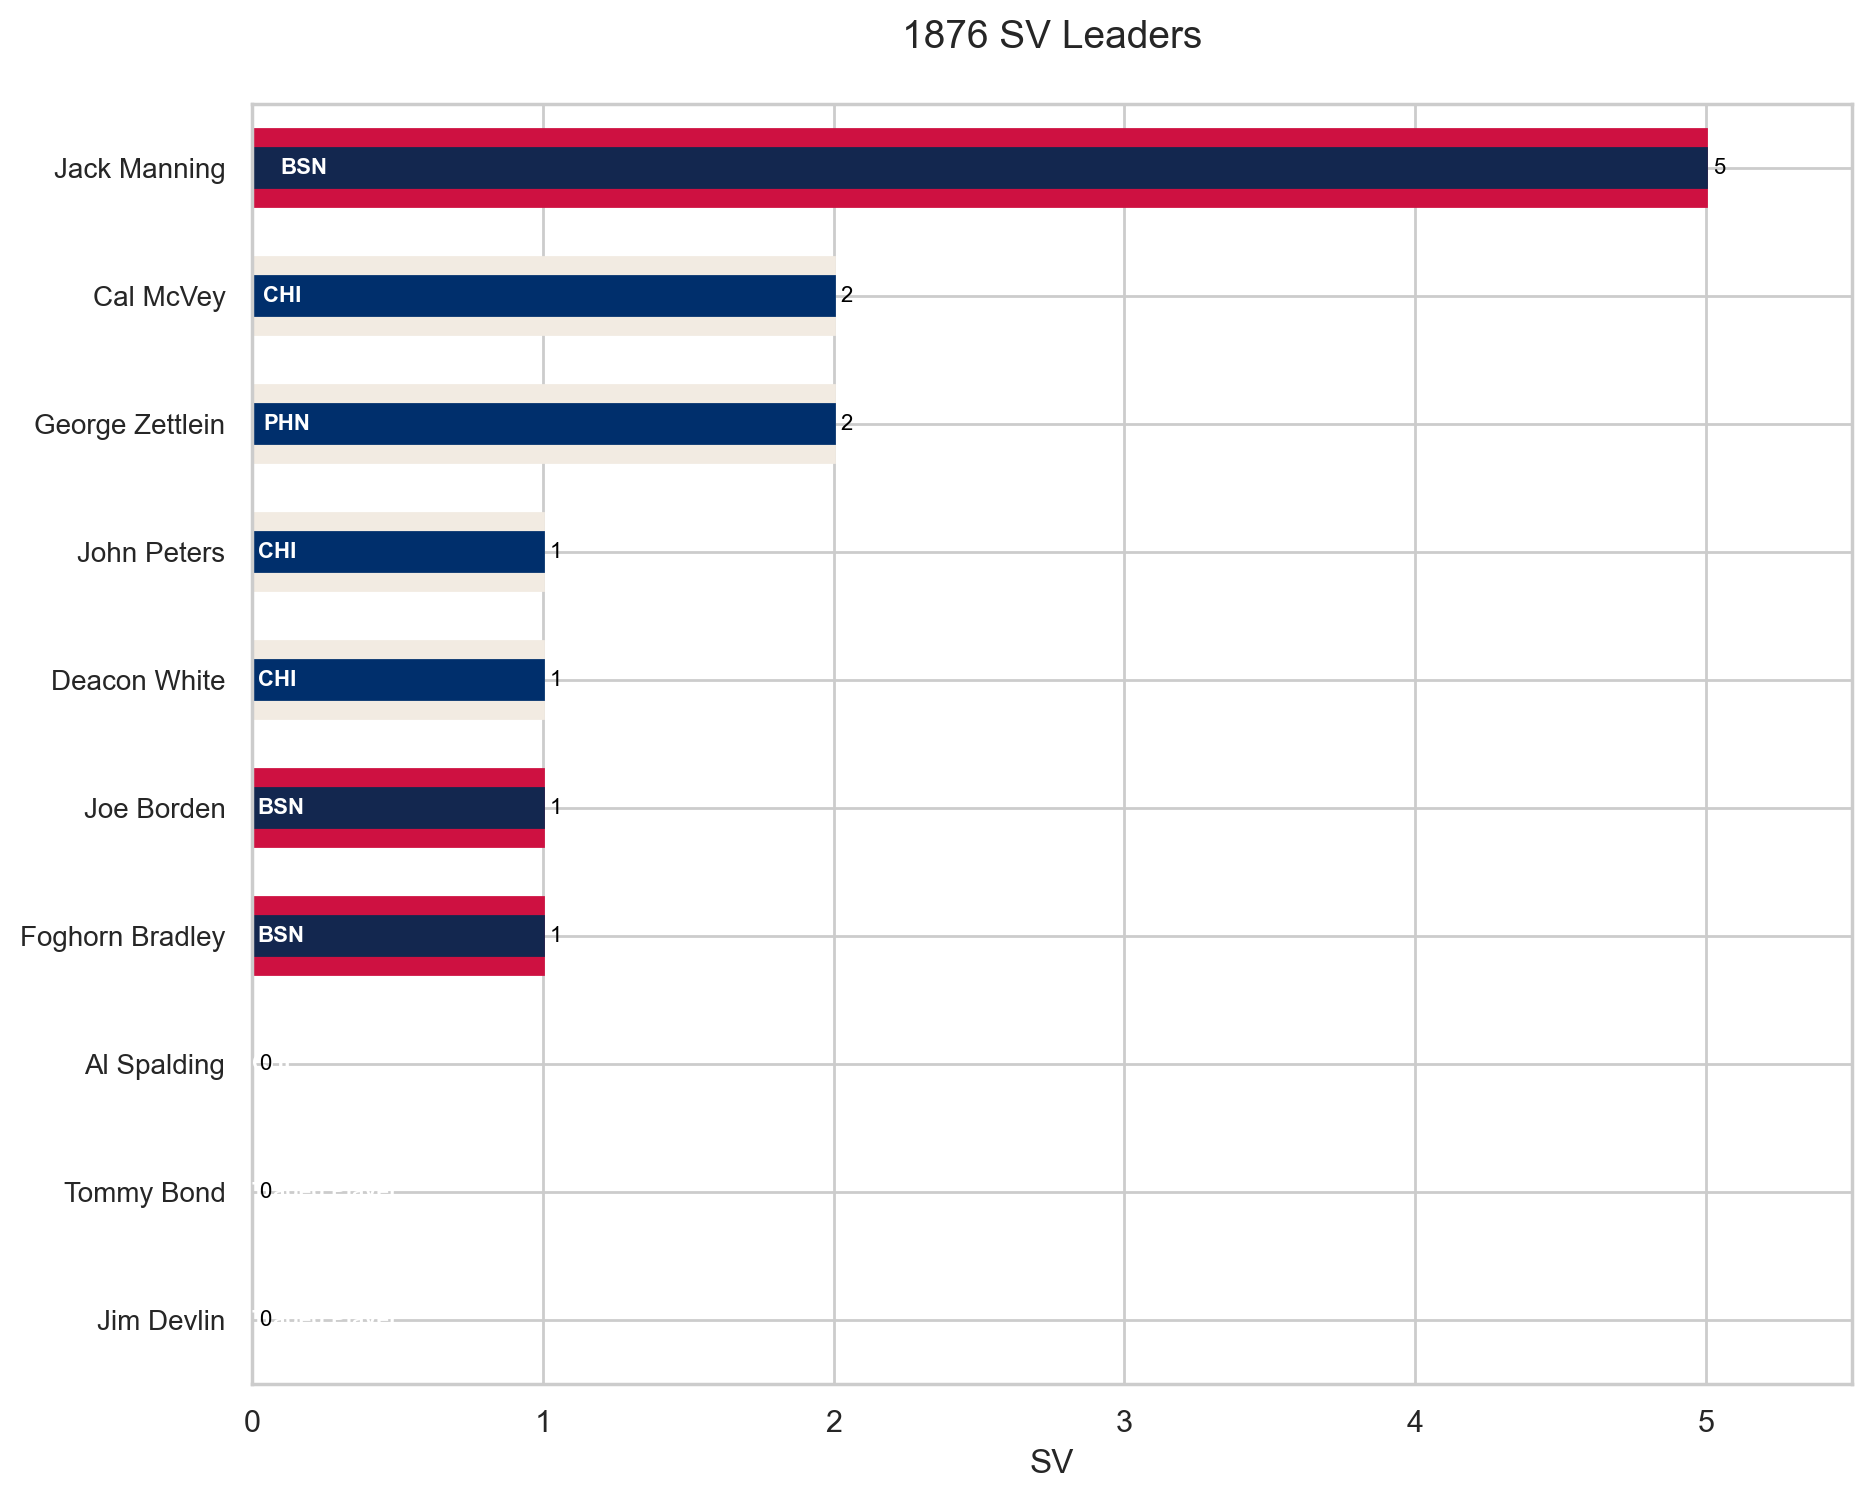 1876 SV Leaders
Jack Manning BSN 5
Cal McVey CHI 2
George Zettlein PHN 2
John Peters CHI 1
Deacon White CHI 1
Joe Borden BSN 1
Foghorn Bradley BSN 1
Al Spalding 0
Tommy Bond 0
Jim Devlin 0
0 1 2 3 4 5
SV